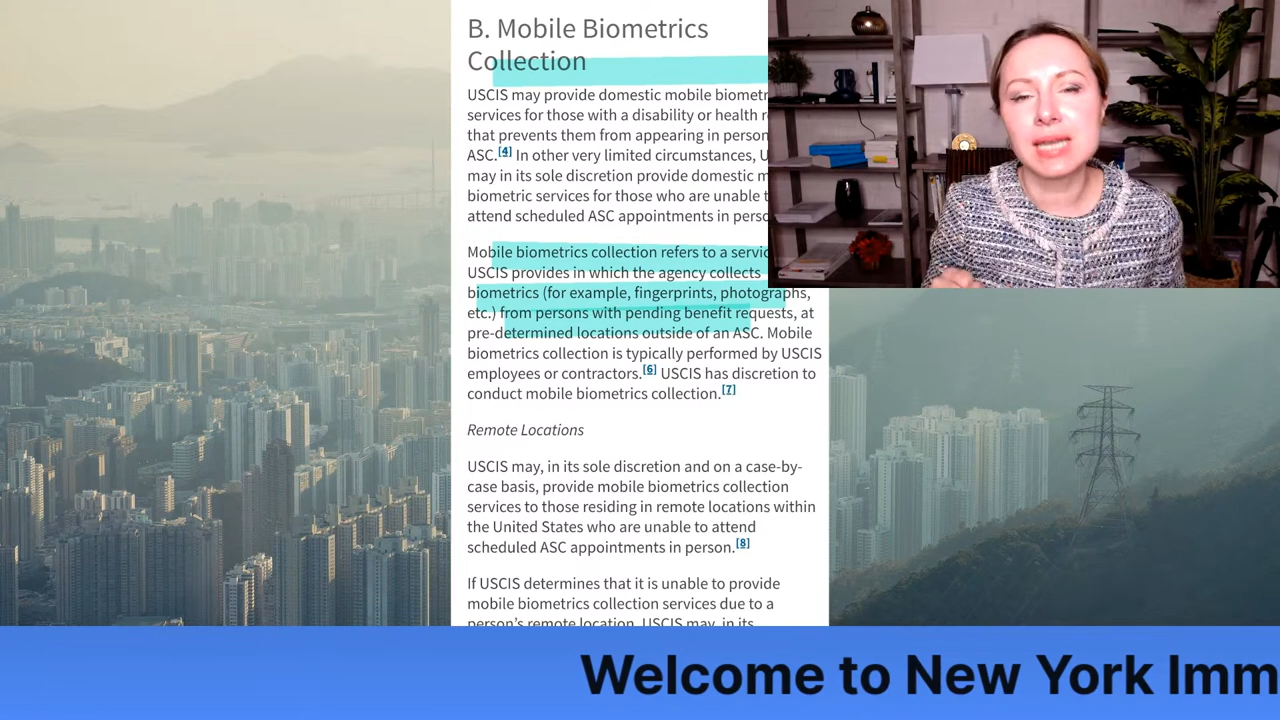 B. Mobile Biometrics
Collection
USCIS may provide domestic mobile
services for those with a disability or health
that prevents them from appearing in person
ASC.[4] In other very limited circumstances,
may in its sole discretion provide domestic
biometric services for those who are unable
attend scheduled ASC appointments in
Mobile biometrics collection refers to a
USCIS provides in which the agency collects
biometrics (for example, fingerprints, photographs,
etc.) from persons with pending benefit requests, at
pre-determined locations outside of an ASC. Mobile
biometrics collection is typically performed by USCIS
employees or contractors.[6] USCIS has discretion to
conduct mobile biometrics collection.[7]
Remote Locations
USCIS may, in its sole discretion and on a case-by-
case basis, provide mobile biometrics collection
services to those residing in remote locations within
the United States who are unable to attend
scheduled ASC appointments in person.[8]
If USCIS determines that it is unable to provide
mobile biometrics collection services due to a
person's remote location, USCIS may, in its
Welcome to New York Imm